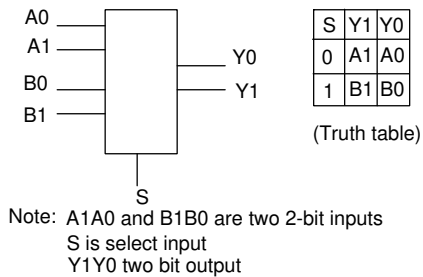 A0
A1
B0
B1
Y0
Y1
S
S Y1 Y0
0 A1 A0
1 B1 B0
(Truth table)
Note: A1A0 and B1B0 are two 2-bit inputs
S is select input
Y1Y0 two bit output